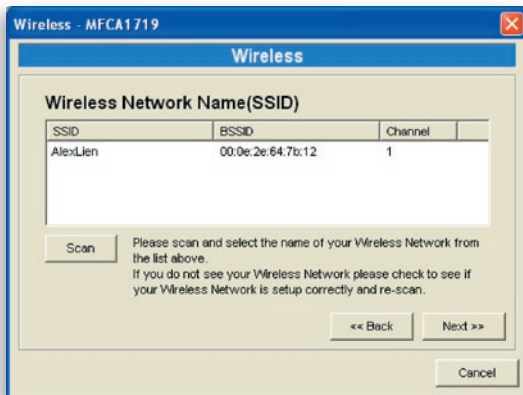 Wireless - MFCA1719
Wireless
Wireless Network Name(SSID)
SSID BSSID Channel
AlexLien 00:0e:2e:64:7b:12 1
Scan
Please scan and select the name of your Wireless Network from
the list above.
If you do not see your Wireless Network please check to see if
your Wireless Network is setup correctly and re-scan.
<< Back Next >>
Cancel